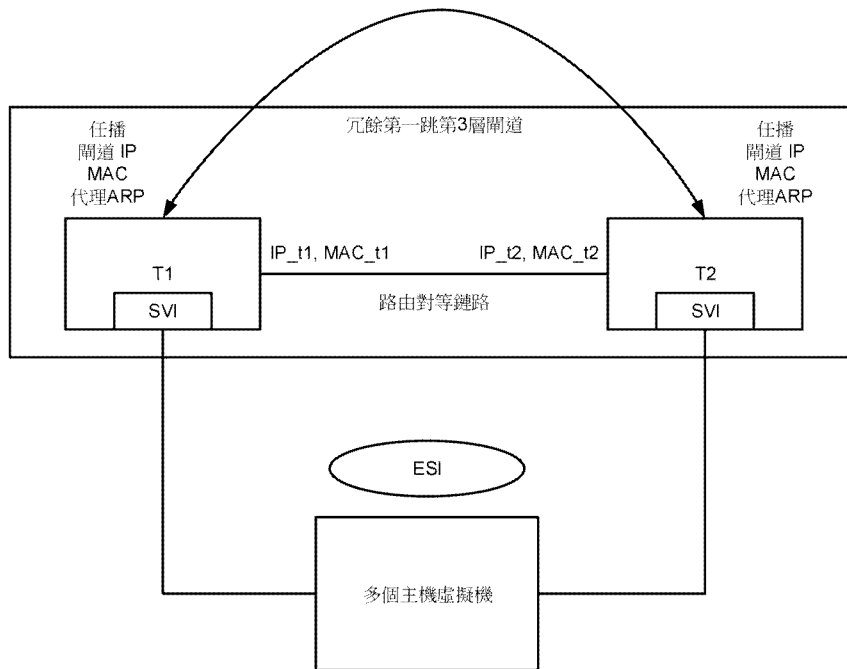 任播
閘道 IP
MAC
代理ARP
冗餘第一跳第3層閘道
任播
閘道 IP
MAC
代理ARP
T1
SVI
IP_t1, MAC_t1
IP_t2, MAC_t2
路由對等鏈路
T2
SVI
ESI
多個主機虛擬機